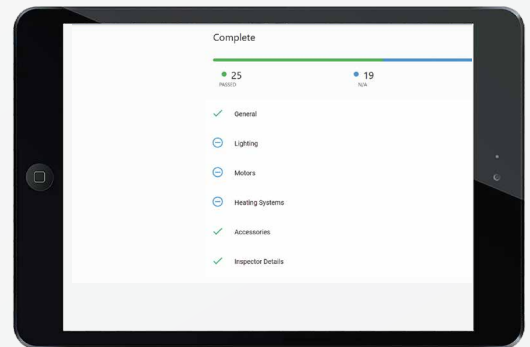 Complete
25
PASSED
19
N/A
General
Lighting
Motors
Heating Systems
Accessories
Inspector Details